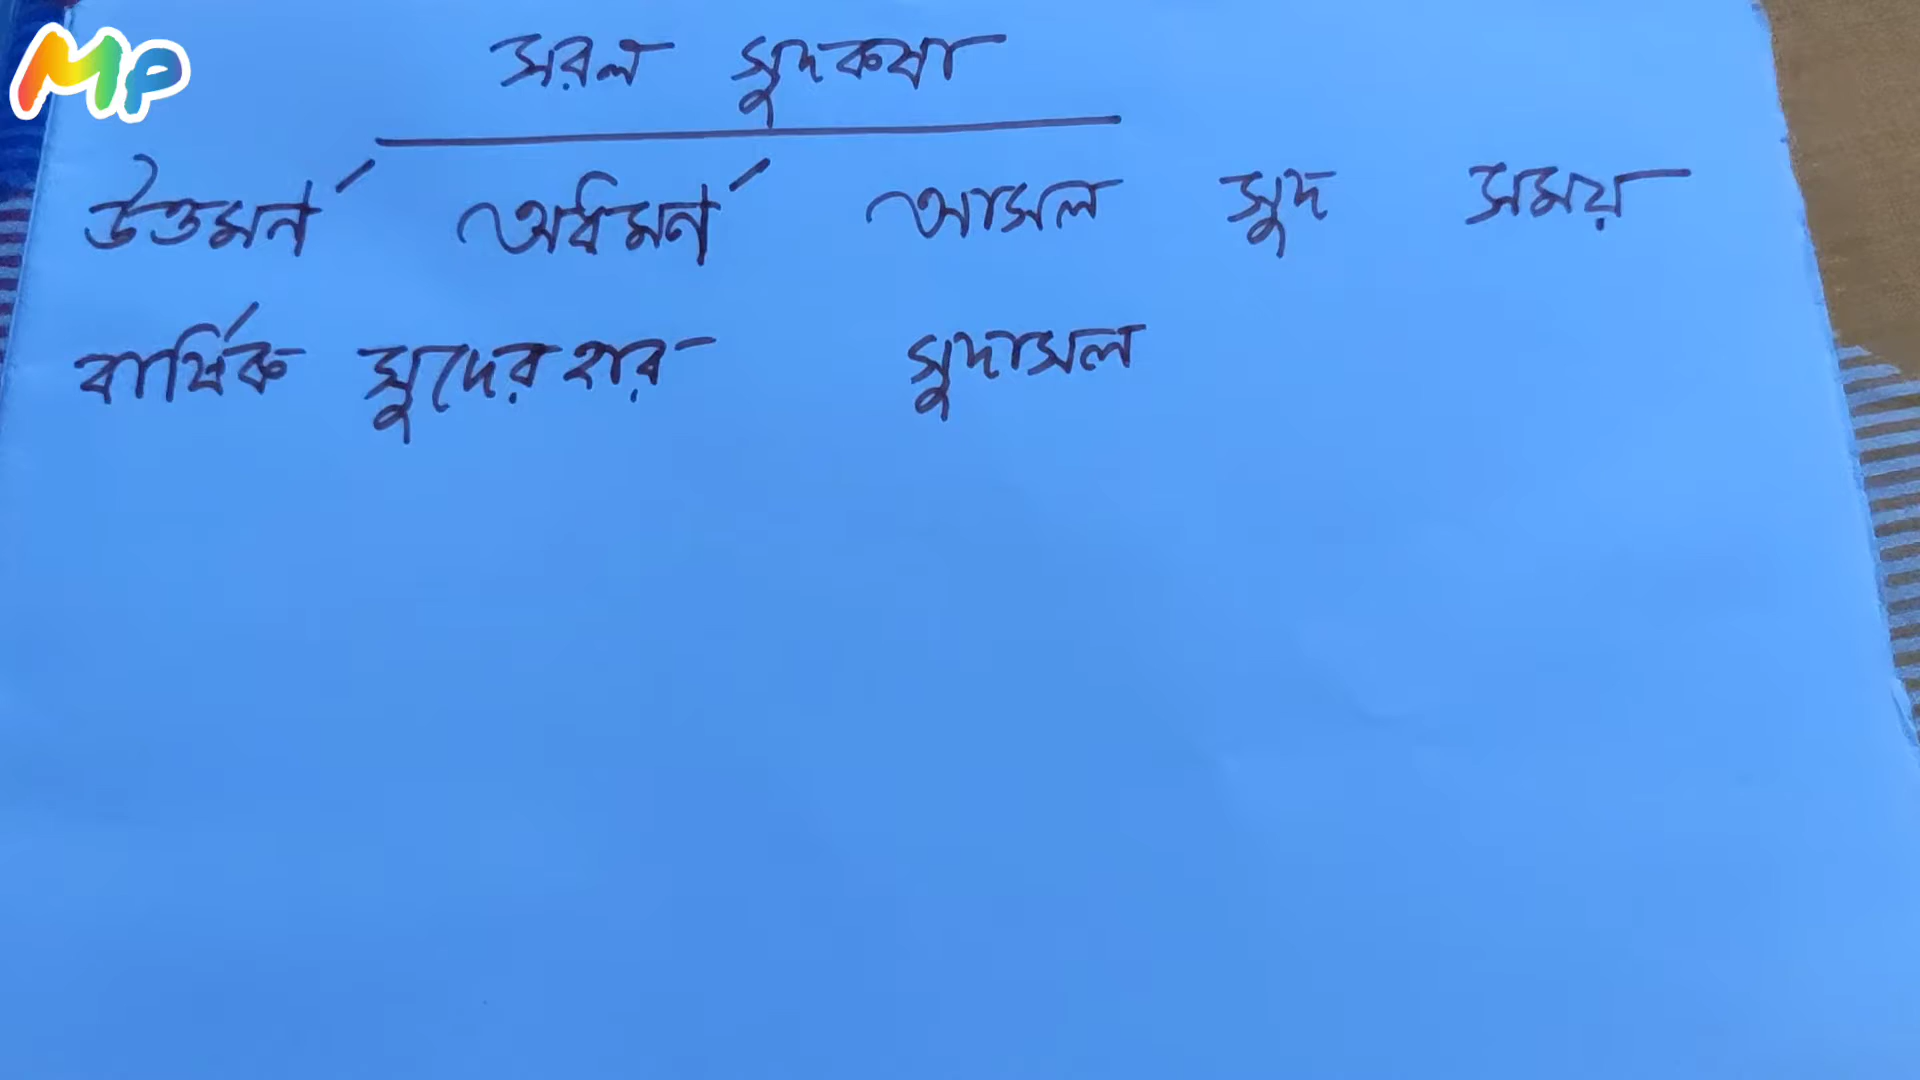 MP
সরল সুদকষা
উত্তমর্ন অধমর্ন আসল সুদ সময়
বার্ষিক সুদের হার সুদাসল